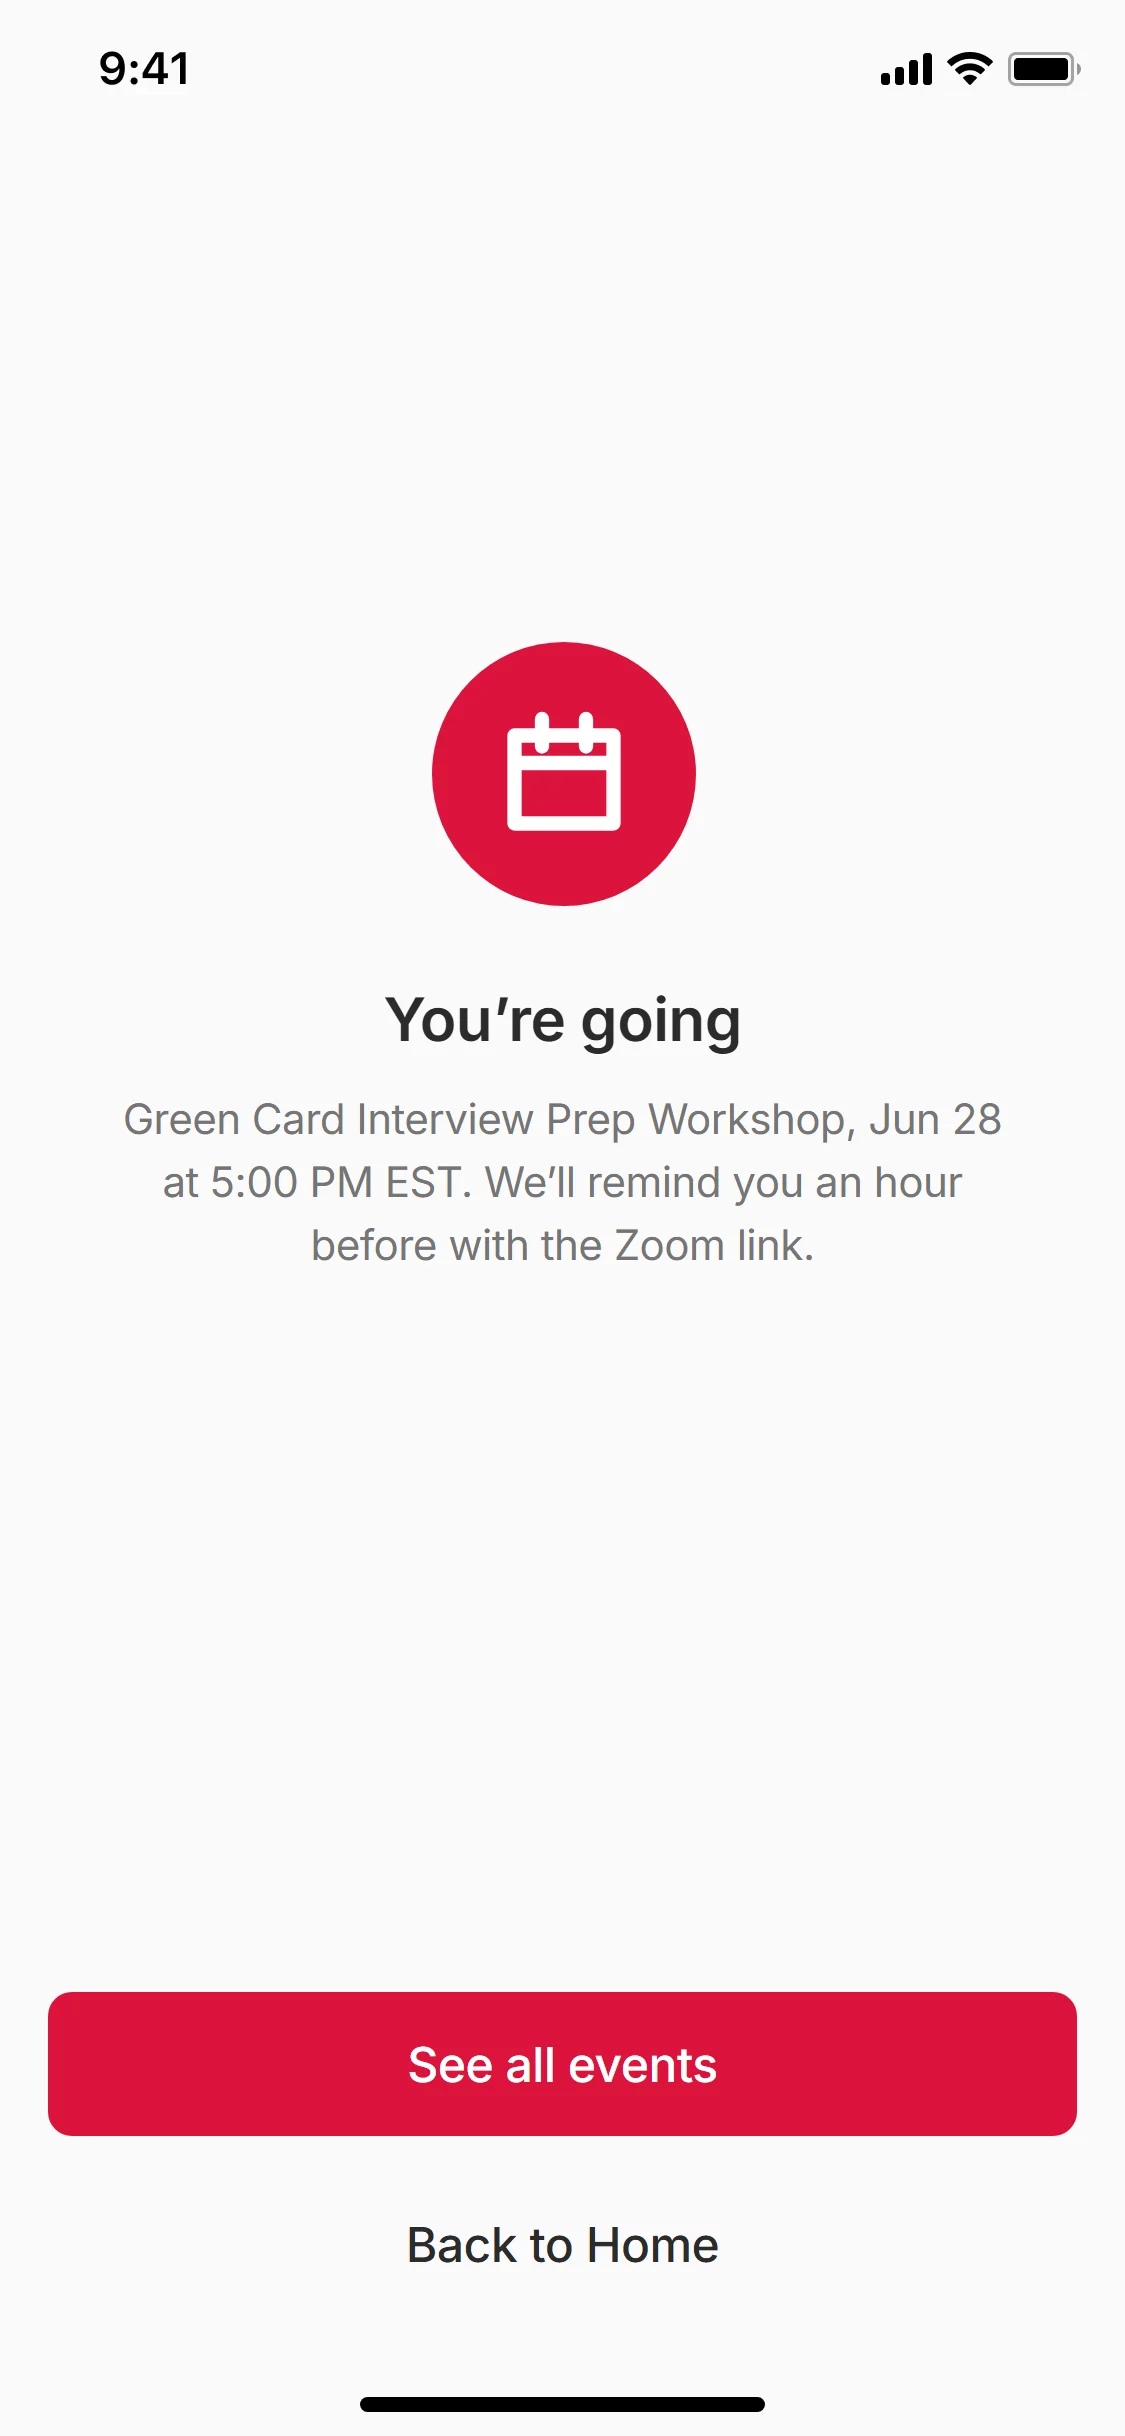 9:41
You’re going
Green Card Interview Prep Workshop, Jun 28
at 5:00 PM EST. We’ll remind you an hour
before with the Zoom link.
See all events
Back to Home